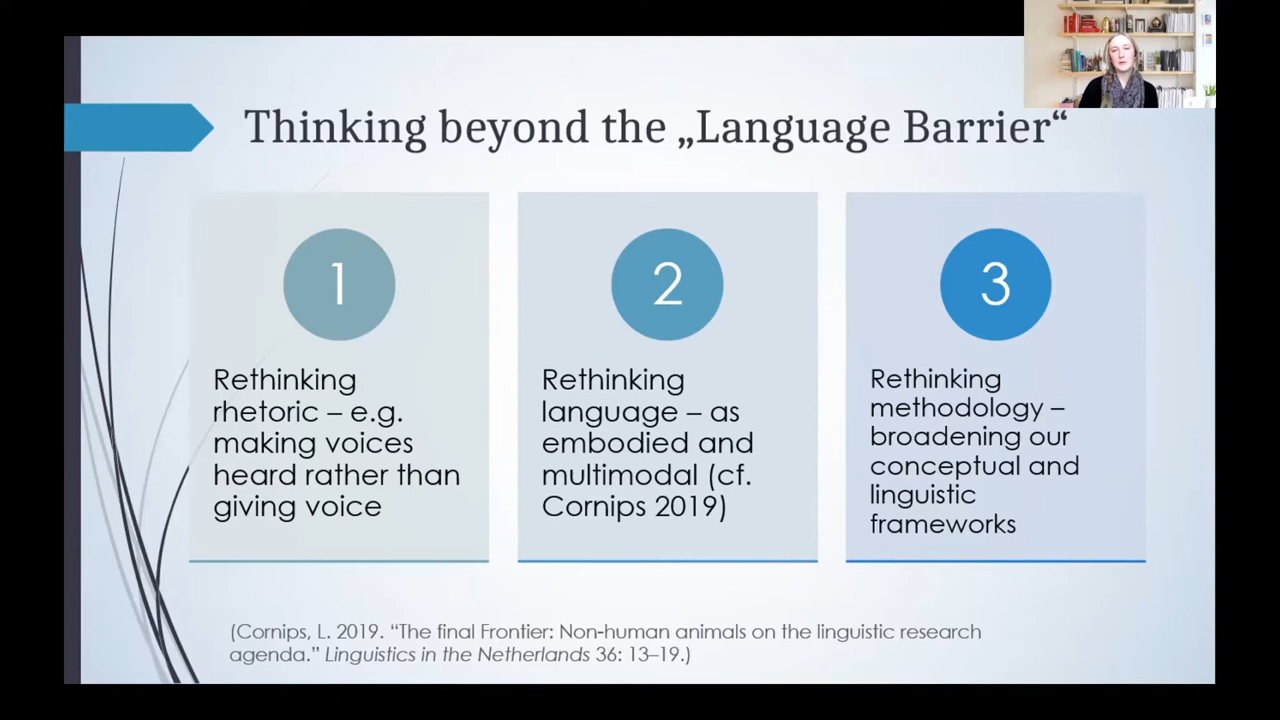 Thinking beyond the „Language Barrier“
1
Rethinking
rhetoric – e.g.
making voices
heard rather than
giving voice
2
Rethinking
language – as
embodied and
multimodal (cf.
Cornips 2019)
3
Rethinking
methodology –
broadening our
conceptual and
linguistic
frameworks
(Cornips, L. 2019. “The final Frontier: Non-human animals on the linguistic research
agenda.” Linguistics in the Netherlands 36: 13–19.)